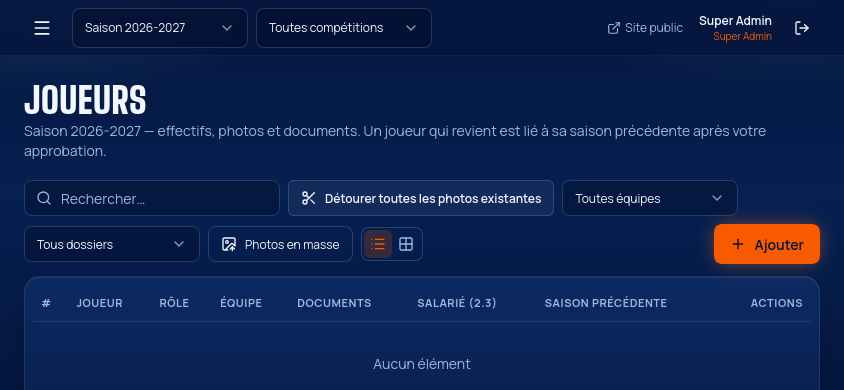 Saison 2026-2027
Toutes compétitions
Site public
Super Admin
Super Admin
JOUEURS
Saison 2026-2027 — effectifs, photos et documents. Un joueur qui revient est lié à sa saison précédente après votre
approbation.
Rechercher...
Détourer toutes les photos existantes
Toutes équipes
Tous dossiers
Photos en masse
Ajouter
# JOUEUR RÔLE ÉQUIPE DOCUMENTS SALARIÉ (2.3) SAISON PRÉCÉDENTE ACTIONS
Aucun élément